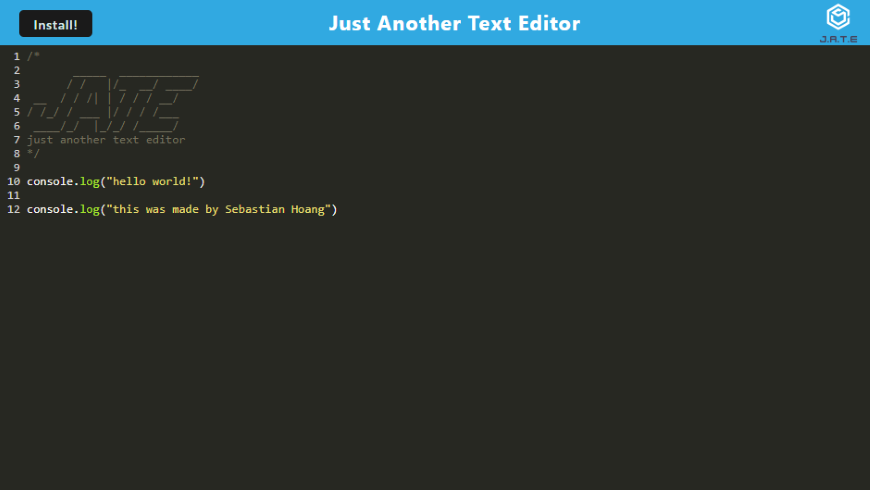 Install!
Just Another Text Editor
J.A.T.E
1 /*
2        _____  ____________
3       / /   |/_  __/ ____/
4  __  / / /| | / / / __/
5 / /_/ / ___ |/ / / /___
6  ____/_/  |_/_/ /_____/
7 just another text editor
8 */
9
10 console.log("hello world!")
11
12 console.log("this was made by Sebastian Hoang")